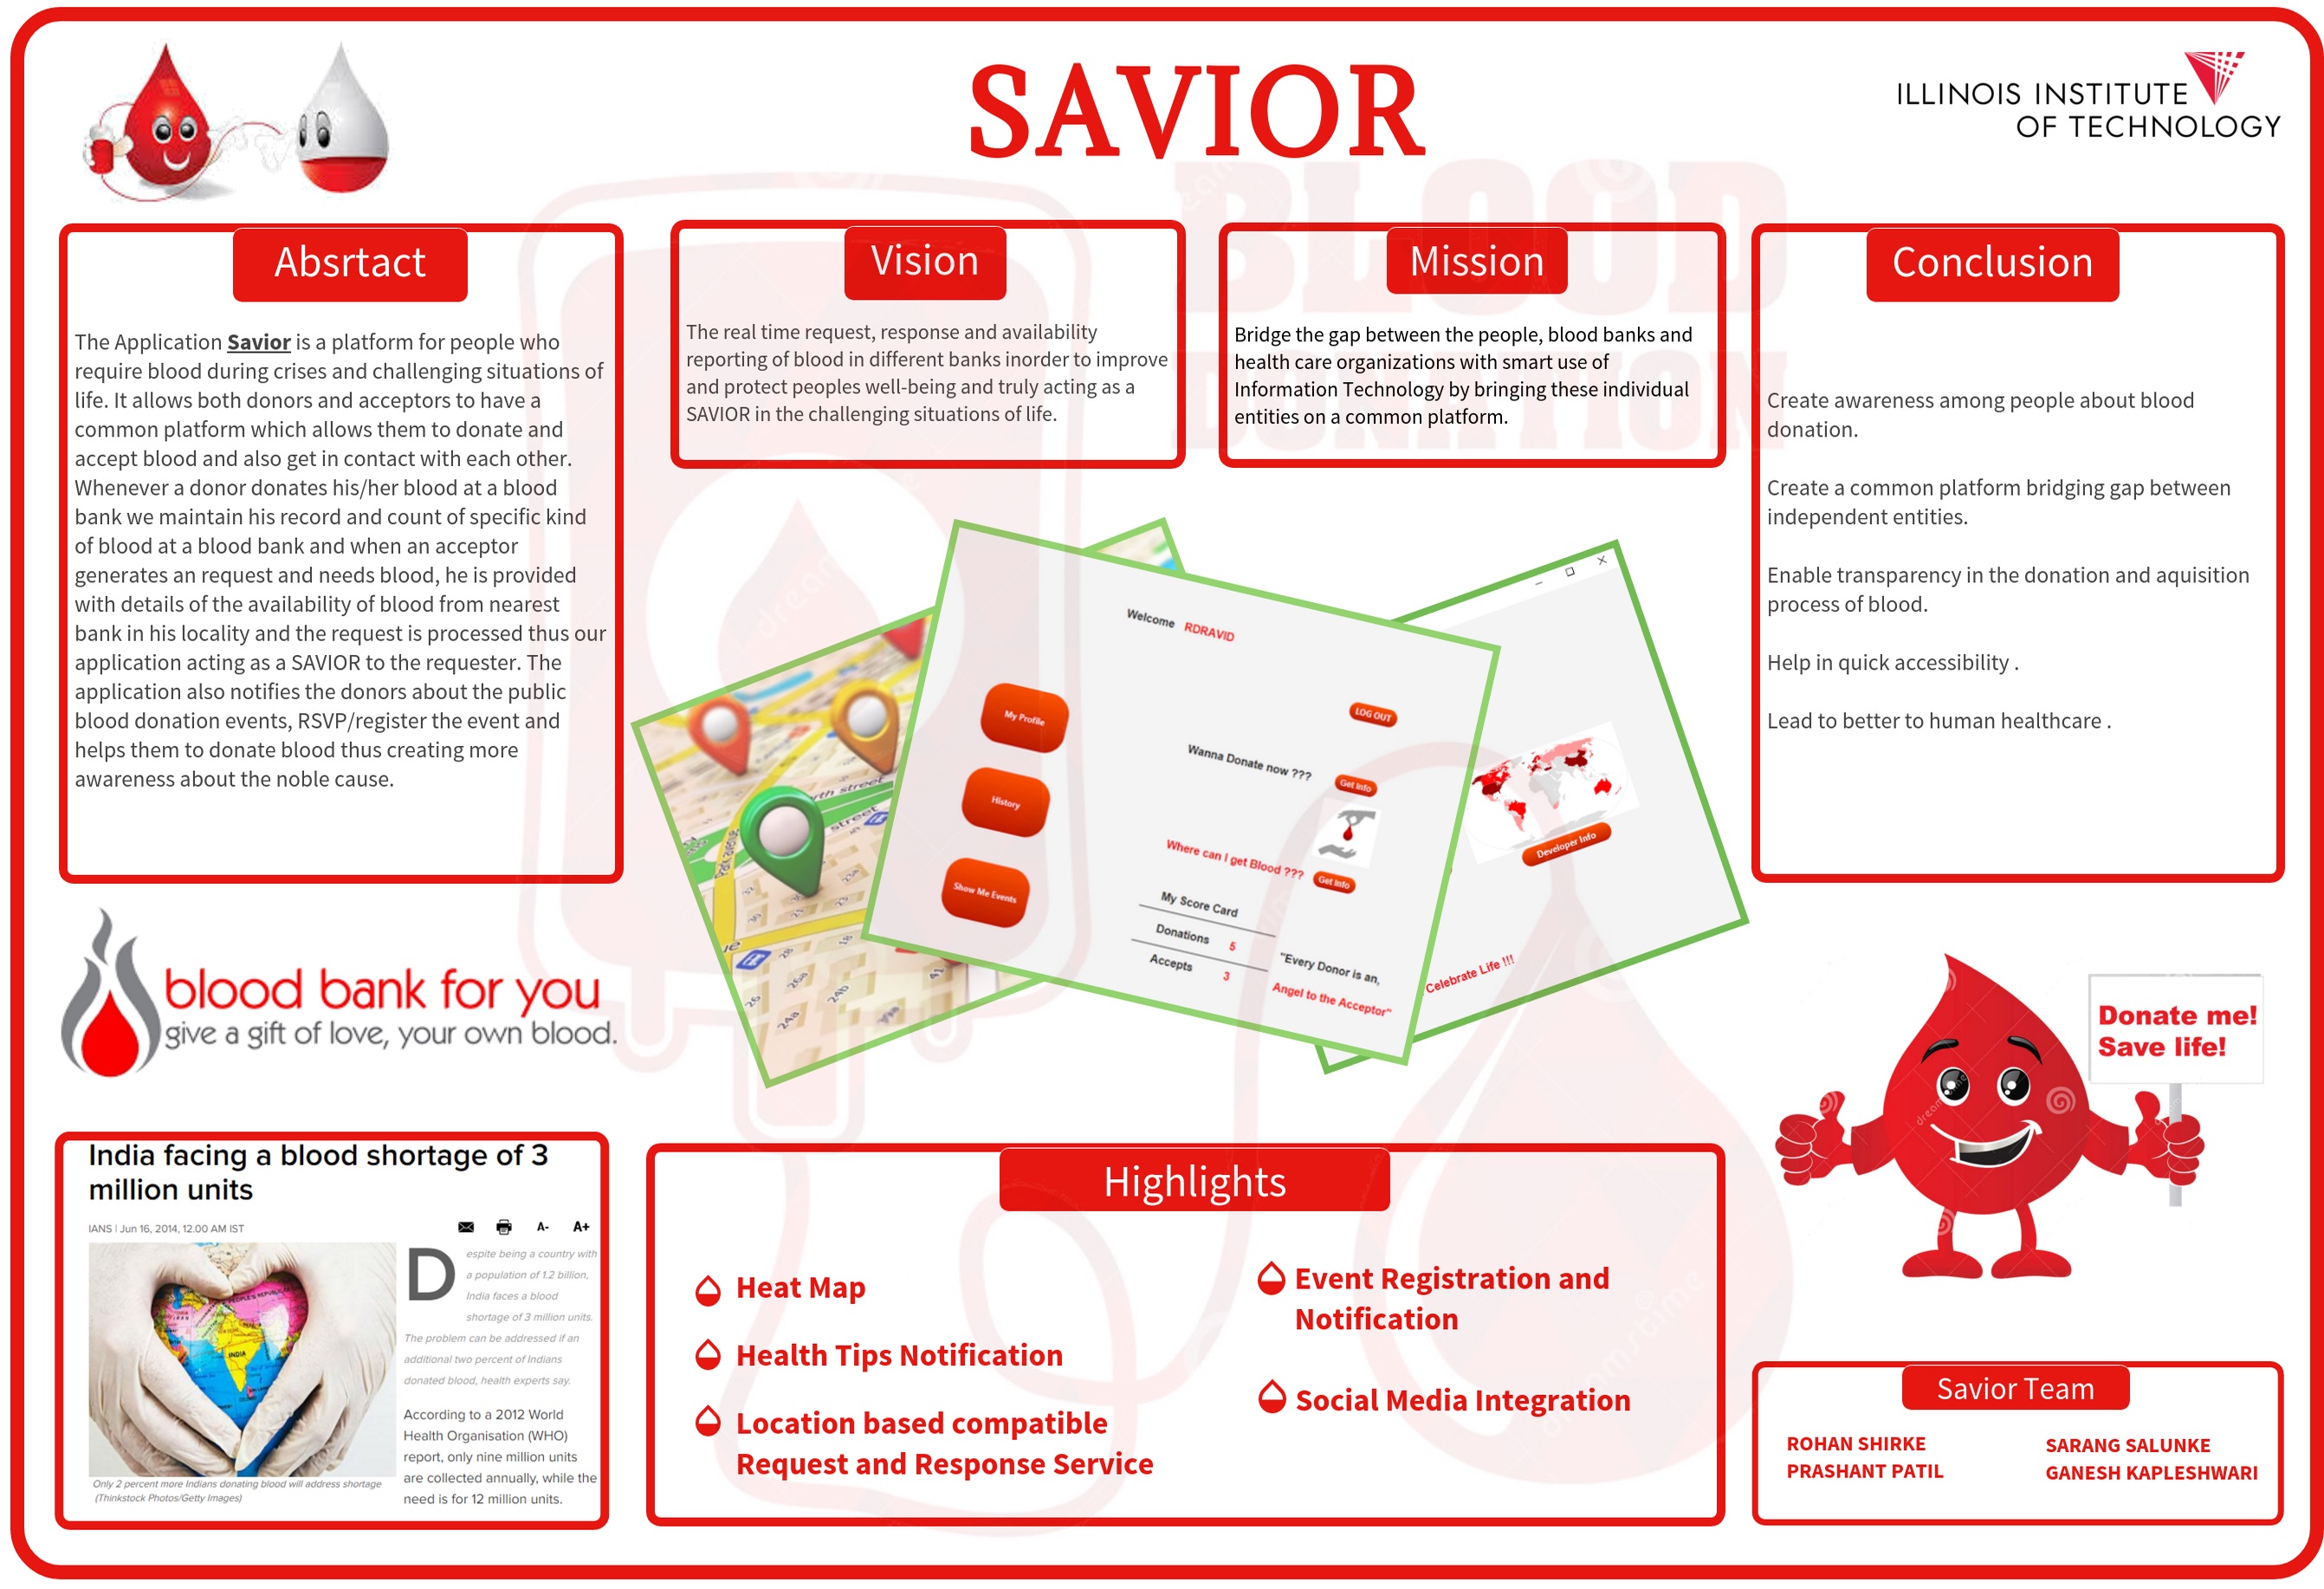 SAVIOR
ILLINOIS INSTITUTE
OF TECHNOLOGY
BLOOD
DONATION
Absrtact
The Application Savior is a platform for people who
require blood during crises and challenging situations of
life. It allows both donors and acceptors to have a
common platform which allows them to donate and
accept blood and also get in contact with each other.
Whenever a donor donates his/her blood at a blood
bank we maintain his record and count of specific kind
of blood at a blood bank and when an acceptor
generates an request and needs blood, he is provided
with details of the availability of blood from nearest
bank in his locality and the request is processed thus our
application acting as a SAVIOR to the requester. The
application also notifies the donors about the public
blood donation events, RSVP/register the event and
helps them to donate blood thus creating more
awareness about the noble cause.
Vision
The real time request, response and availability
reporting of blood in different banks inorder to improve
and protect peoples well-being and truly acting as a
SAVIOR in the challenging situations of life.
Mission
Bridge the gap between the people, blood banks and
health care organizations with smart use of
Information Technology by bringing these individual
entities on a common platform.
Conclusion
Create awareness among people about blood
donation.
Create a common platform bridging gap between
independent entities.
Enable transparency in the donation and aquisition
process of blood.
Help in quick accessibility .
Lead to better to human healthcare .
Welcome RDRAVID
My Profile
LOG OUT
Wanna Donate now ???
Get Info
History
Where can I get Blood ???
Get Info
Show Me Events
My Score Card
Donations 5
Accepts 3
"Every Donor is an,
Angel to the Acceptor"
Developer Info
Celebrate Life !!!
street
blood bank for you
give a gift of love, your own blood.
Donate me!
Save life!
India facing a blood shortage of 3
million units
IANS | Jun 16, 2014, 12.00 AM IST
A- A+
Despite being a country with
a population of 1.2 billion,
India faces a blood
shortage of 3 million units.
The problem can be addressed if an
additional two percent of Indians
donated blood, health experts say.
According to a 2012 World
Health Organisation (WHO)
report, only nine million units
are collected annually, while the
need is for 12 million units.
INDIA
Only 2 percent more Indians donating blood will address shortage
(Thinkstock Photos/Getty Images)
Highlights
Heat Map
Health Tips Notification
Location based compatible
Request and Response Service
Event Registration and
Notification
Social Media Integration
Savior Team
ROHAN SHIRKE
PRASHANT PATIL
SARANG SALUNKE
GANESH KAPLESHWARI